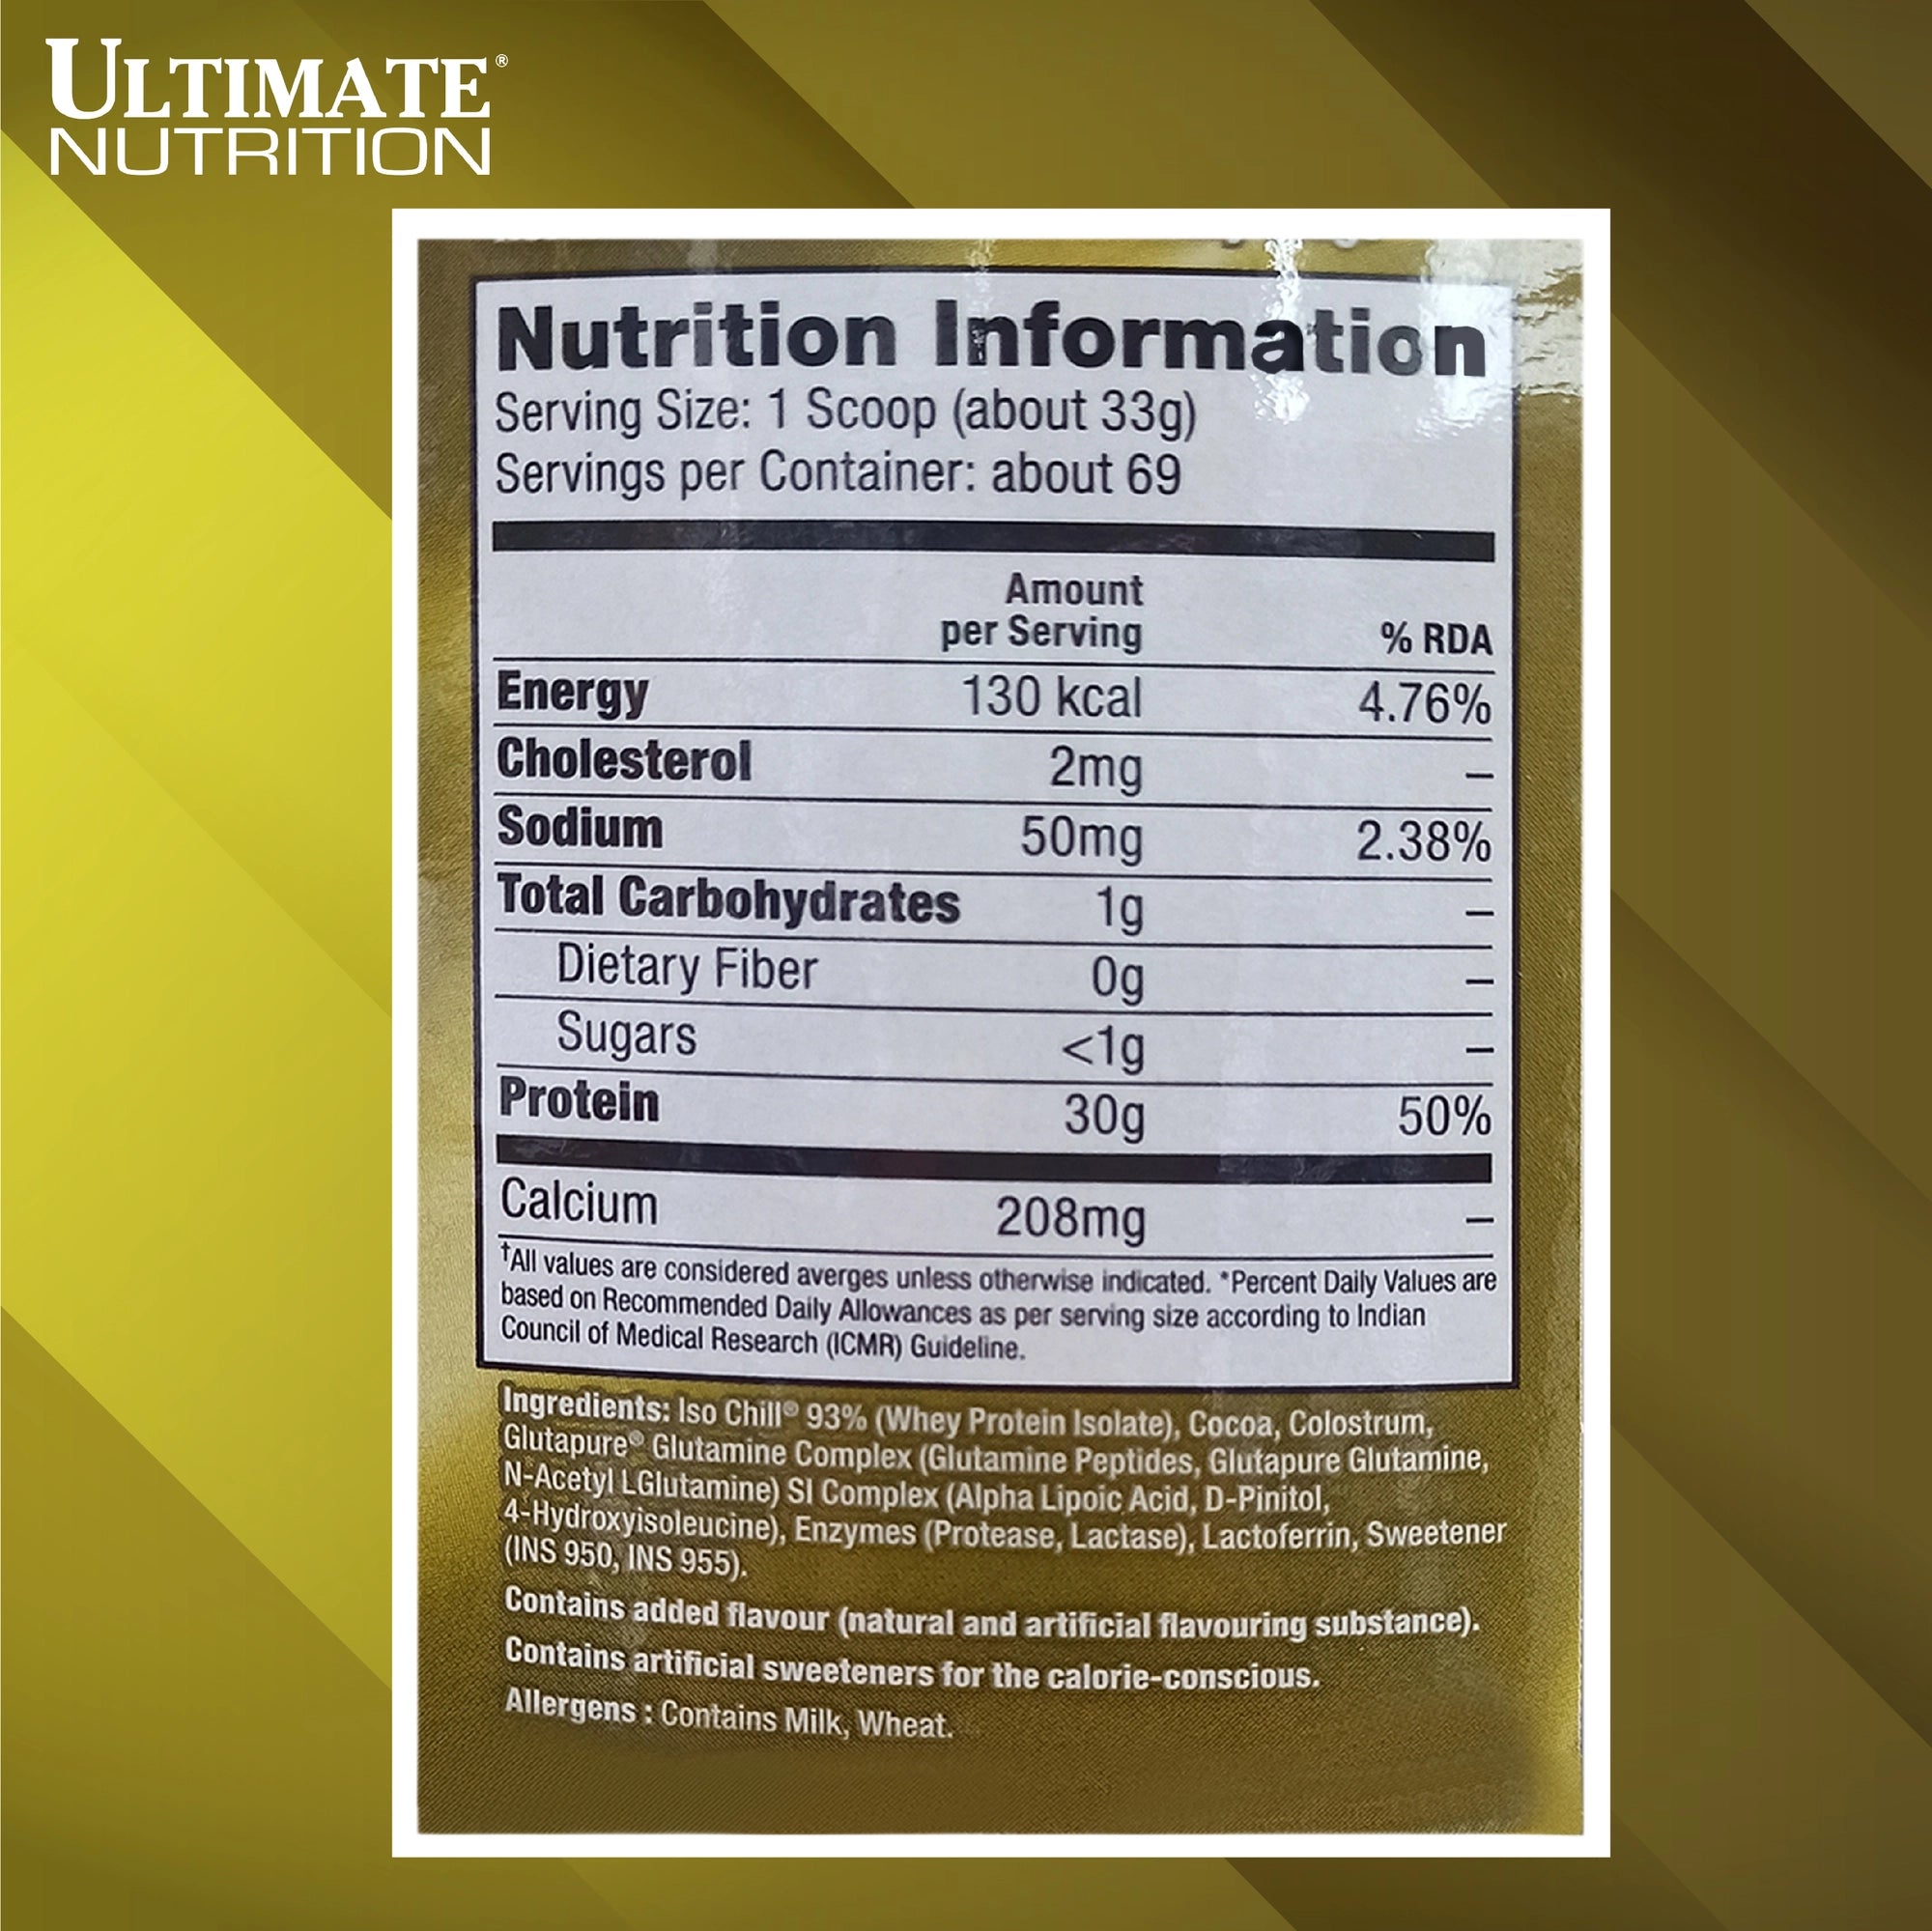 ULTIMATE®
NUTRITION
Nutrition Information
Serving Size: 1 Scoop (about 33g)
Servings per Container: about 69
Amount
per Serving % RDA
Energy 130 kcal 4.76%
Cholesterol 2mg –
Sodium 50mg 2.38%
Total Carbohydrates 1g –
Dietary Fiber 0g –
Sugars <1g –
Protein 30g 50%
Calcium 208mg –
†All values are considered averges unless otherwise indicated. *Percent Daily Values are
based on Recommended Daily Allowances as per serving size according to Indian
Council of Medical Research (ICMR) Guideline.
Ingredients: Iso Chill® 93% (Whey Protein Isolate), Cocoa, Colostrum,
Glutapure® Glutamine Complex (Glutamine Peptides, Glutapure Glutamine,
N-Acetyl LGlutamine) SI Complex (Alpha Lipoic Acid, D-Pinitol,
4-Hydroxyisoleucine), Enzymes (Protease, Lactase), Lactoferrin, Sweetener
(INS 950, INS 955).
Contains added flavour (natural and artificial flavouring substance).
Contains artificial sweeteners for the calorie-conscious.
Allergens : Contains Milk, Wheat.